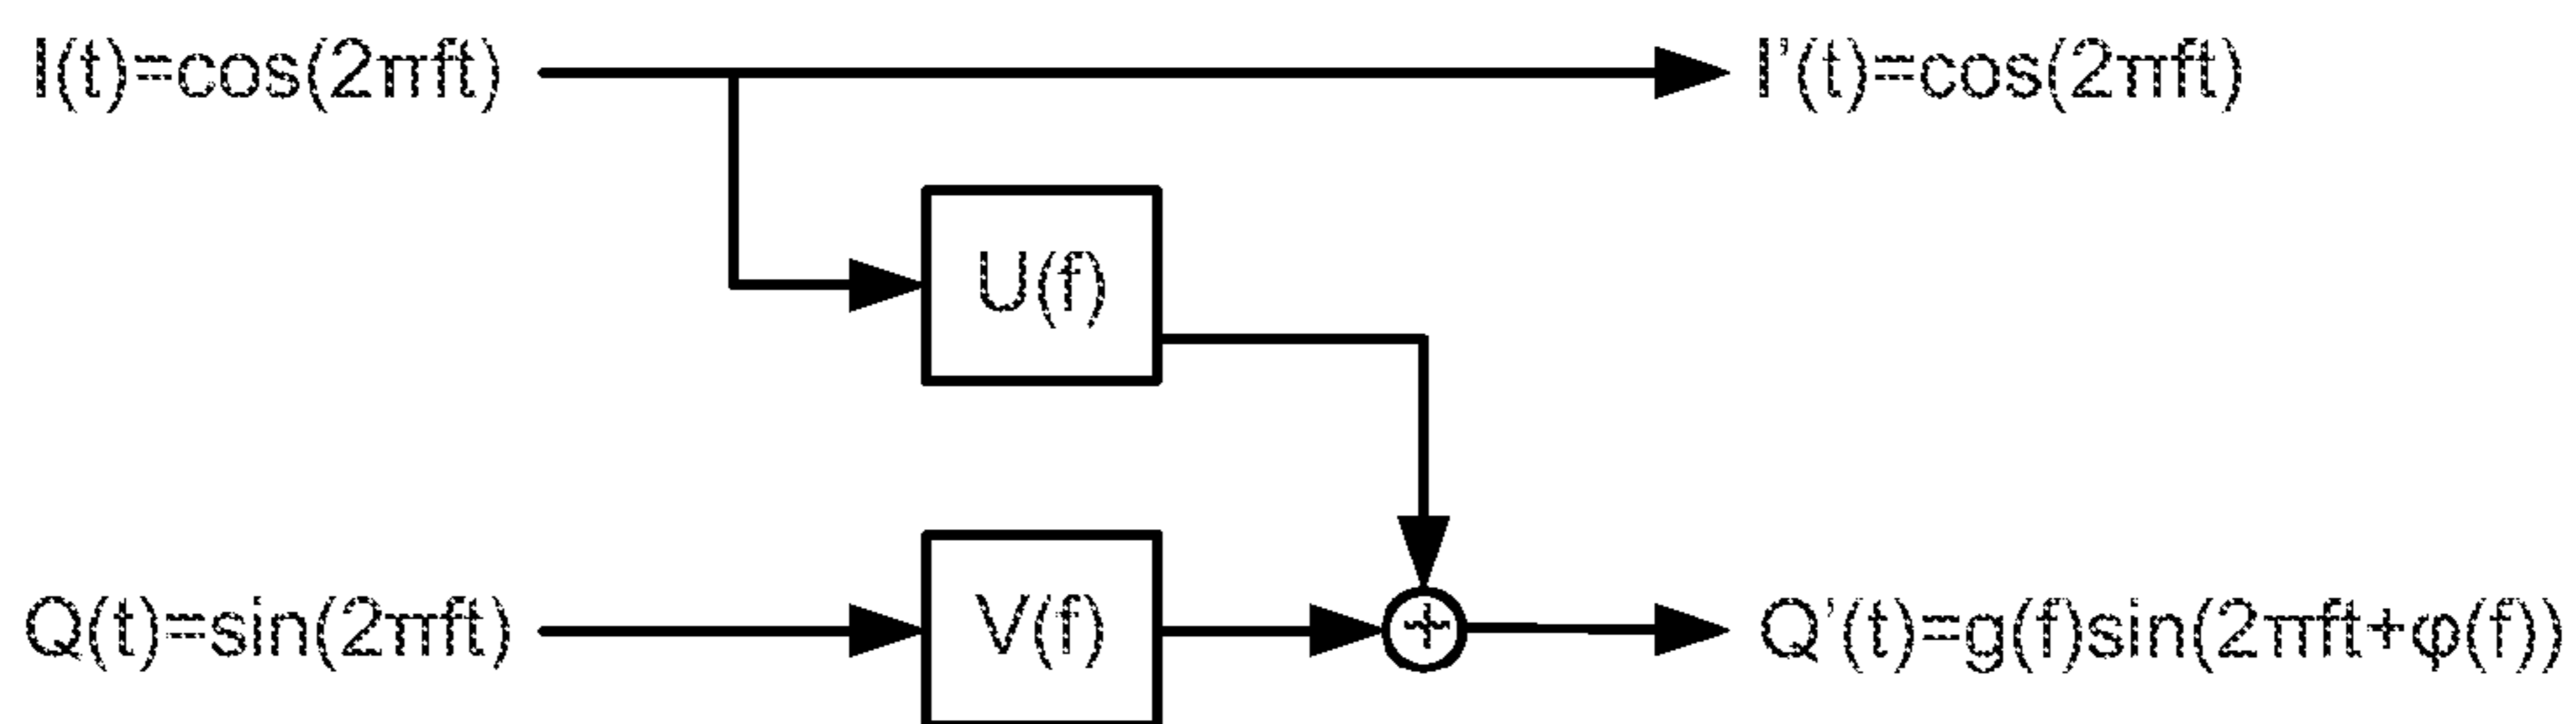 I(t)=cos(2πft)
I'(t)=cos(2πft)
U(f)
Q(t)=sin(2πft)
V(f)
+
Q'(t)=g(f)sin(2πft+φ(f))